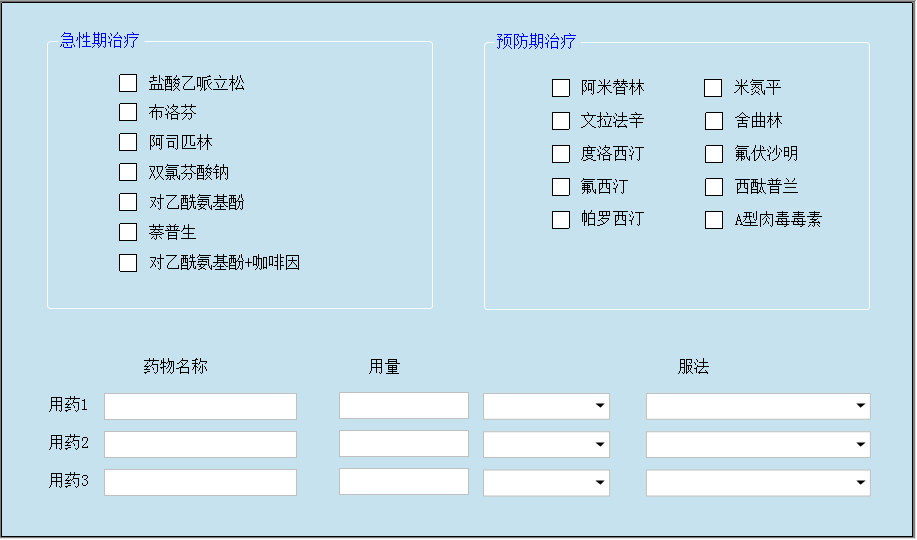 急性期治疗
盐酸乙哌立松
布洛芬
阿司匹林
双氯芬酸钠
对乙酰氨基酚
萘普生
对乙酰氨基酚+咖啡因
预防期治疗
阿米替林 米氮平
文拉法辛 舍曲林
度洛西汀 氟伏沙明
氟西汀 西酞普兰
帕罗西汀 A型肉毒毒素
药物名称 用量 服法
用药1
用药2
用药3